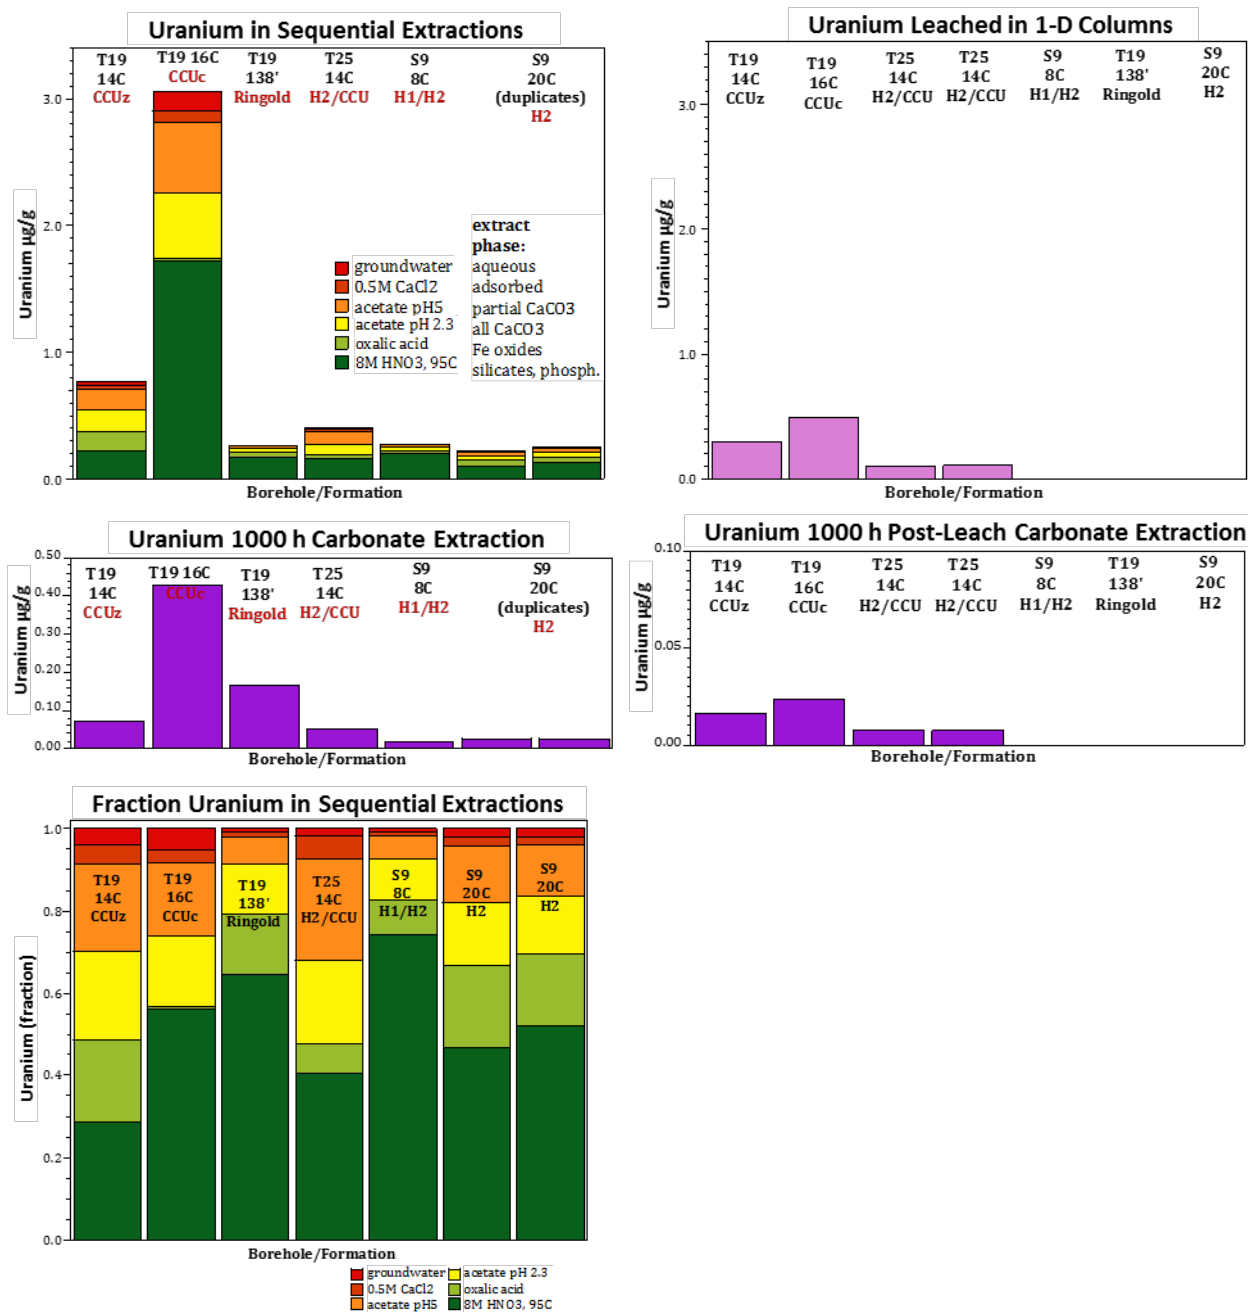 Uranium in Sequential Extractions
T19
14C
CCUz
T19 16C
CCUc
T19
138'
Ringold
T25
14C
H2/CCU
S9
8C
H1/H2
S9
20C
(duplicates)
H2
3.0
2.0
1.0
0.0
Uranium µg/g
groundwater
0.5M CaCl2
acetate pH5
acetate pH 2.3
oxalic acid
8M HNO3, 95C
extract
phase:
aqueous
adsorbed
partial CaCO3
all CaCO3
Fe oxides
silicates, phosph.
Borehole/Formation
Uranium Leached in 1-D Columns
T19
14C
CCUz
T19
16C
CCUc
T25
14C
H2/CCU
T25
14C
H2/CCU
S9
8C
H1/H2
T19
138'
Ringold
S9
20C
H2
3.0
2.0
1.0
0.0
Uranium µg/g
Borehole/Formation
Uranium 1000 h Carbonate Extraction
T19
14C
CCUz
T19 16C
CCUc
T19
138'
Ringold
T25
14C
H2/CCU
S9
8C
H1/H2
S9
20C
(duplicates)
H2
0.50
0.40
0.30
0.20
0.10
0.00
Uranium µg/g
Borehole/Formation
Uranium 1000 h Post-Leach Carbonate Extraction
T19
14C
CCUz
T19
16C
CCUc
T25
14C
H2/CCU
T25
14C
H2/CCU
S9
8C
H1/H2
T19
138'
Ringold
S9
20C
H2
0.10
0.05
0.00
Uranium µg/g
Borehole/Formation
Fraction Uranium in Sequential Extractions
1.0
0.8
0.6
0.4
0.2
0.0
Uranium (fraction)
T19
14C
CCUz
T19
16C
CCUc
T19
138'
Ringold
T25
14C
H2/CCU
S9
8C
H1/H2
S9
20C
H2
S9
20C
H2
Borehole/Formation
groundwater
0.5M CaCl2
acetate pH5
acetate pH 2.3
oxalic acid
8M HNO3, 95C